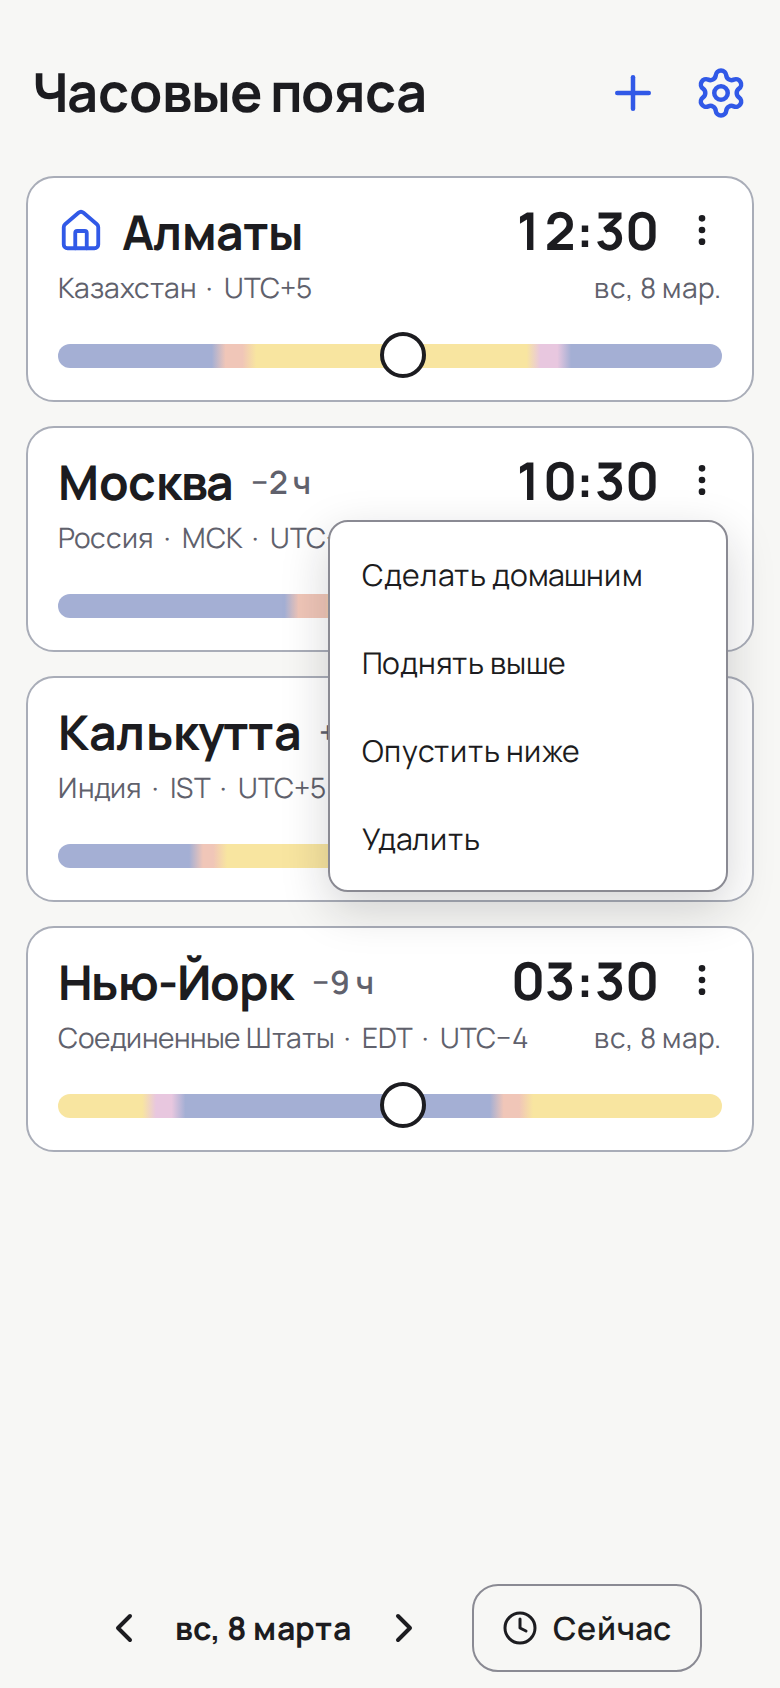 Часовые пояса
Алматы 12:30
Казахстан · UTC+5 вс, 8 мар.
Москва −2 ч 10:30
Россия · МСК · UTC
Сделать домашним
Поднять выше
Калькутта
Опустить ниже
Индия · IST · UTC+5
Удалить
Нью-Йорк −9 ч 03:30
Соединенные Штаты · EDT · UTC−4 вс, 8 мар.
вс, 8 марта Сейчас